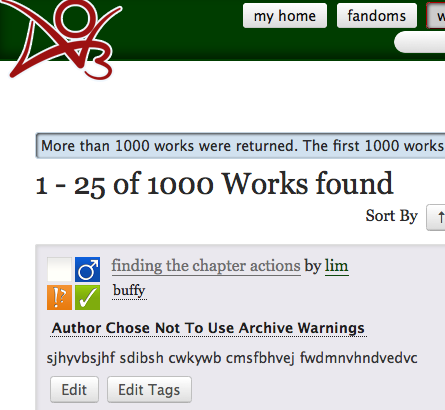 my home fandoms w
More than 1000 works were returned. The first 1000 works
1 - 25 of 1000 Works found
Sort By ↑
finding the chapter actions by lim
buffy
Author Chose Not To Use Archive Warnings
sjhyvbsjhf sdibsh cwkywb cmsfbhvej fwdmnvhndvedvc
Edit Edit Tags